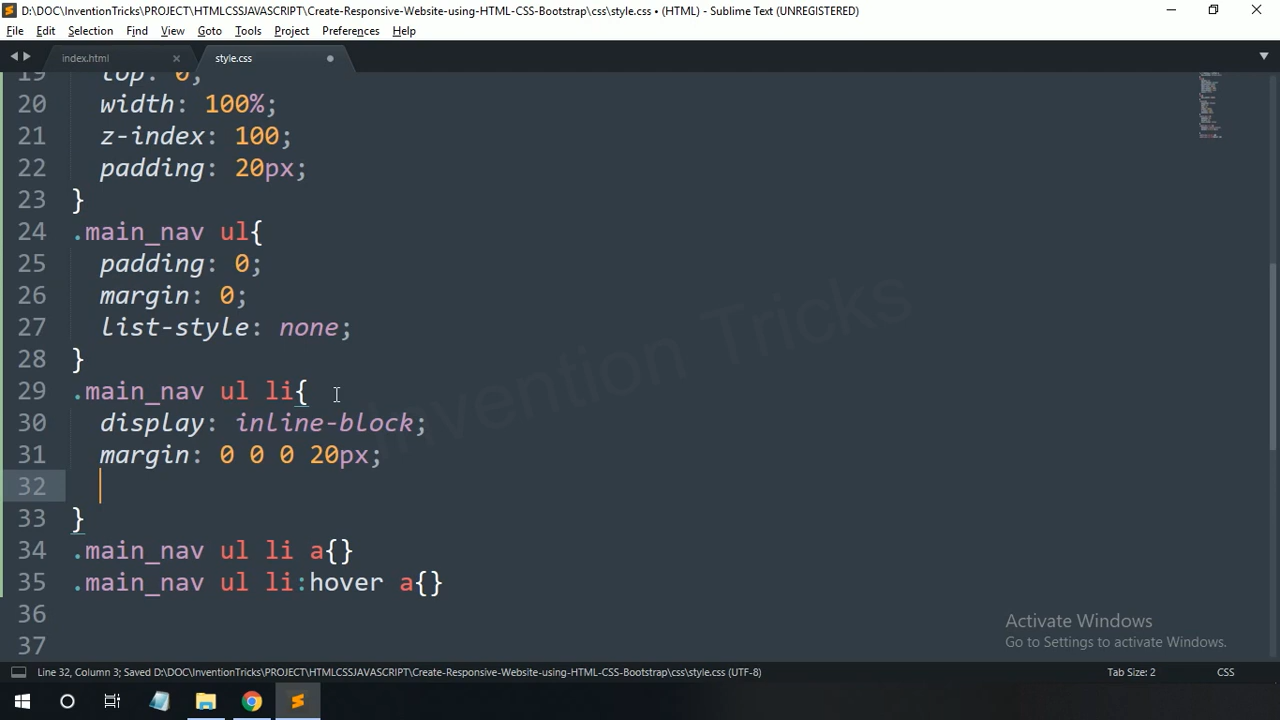 D:\DOC\InventionTricks\PROJECT\HTMLCSSJAVASCRIPT\Create-Responsive-Website-using-HTML-CSS-Bootstrap\css\style.css • (HTML) - Sublime Text (UNREGISTERED)
File Edit Selection Find View Goto Tools Project Preferences Help
index.html style.css
19 top: 0;
20 width: 100%;
21 z-index: 100;
22 padding: 20px;
23 }
24 .main_nav ul{
25 padding: 0;
26 margin: 0;
27 list-style: none;
28 }
29 .main_nav ul li{
30 display: inline-block;
31 margin: 0 0 0 20px;
32
33 }
34 .main_nav ul li a{}
35 .main_nav ul li:hover a{}
36
37
Invention Tricks
Activate Windows
Go to Settings to activate Windows.
Line 32, Column 3; Saved D:\DOC\InventionTricks\PROJECT\HTMLCSSJAVASCRIPT\Create-Responsive-Website-using-HTML-CSS-Bootstrap\css\style.css (UTF-8) Tab Size: 2 CSS